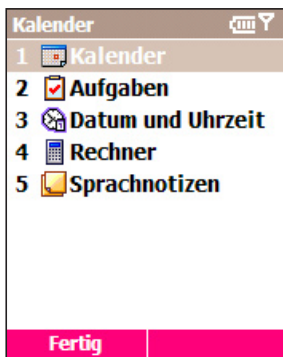 Kalender
1 Kalender
2 Aufgaben
3 Datum und Uhrzeit
4 Rechner
5 Sprachnotizen
Fertig